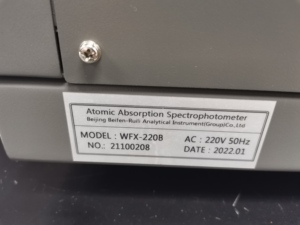 Atomic Absorption Spectrophotometer
Beijing Beifen-Ruili Analytical Instrument(Group)Co.,Ltd
MODEL : WFX-220B AC : 220V 50Hz
NO.: 21100208 DATE : 2022.01